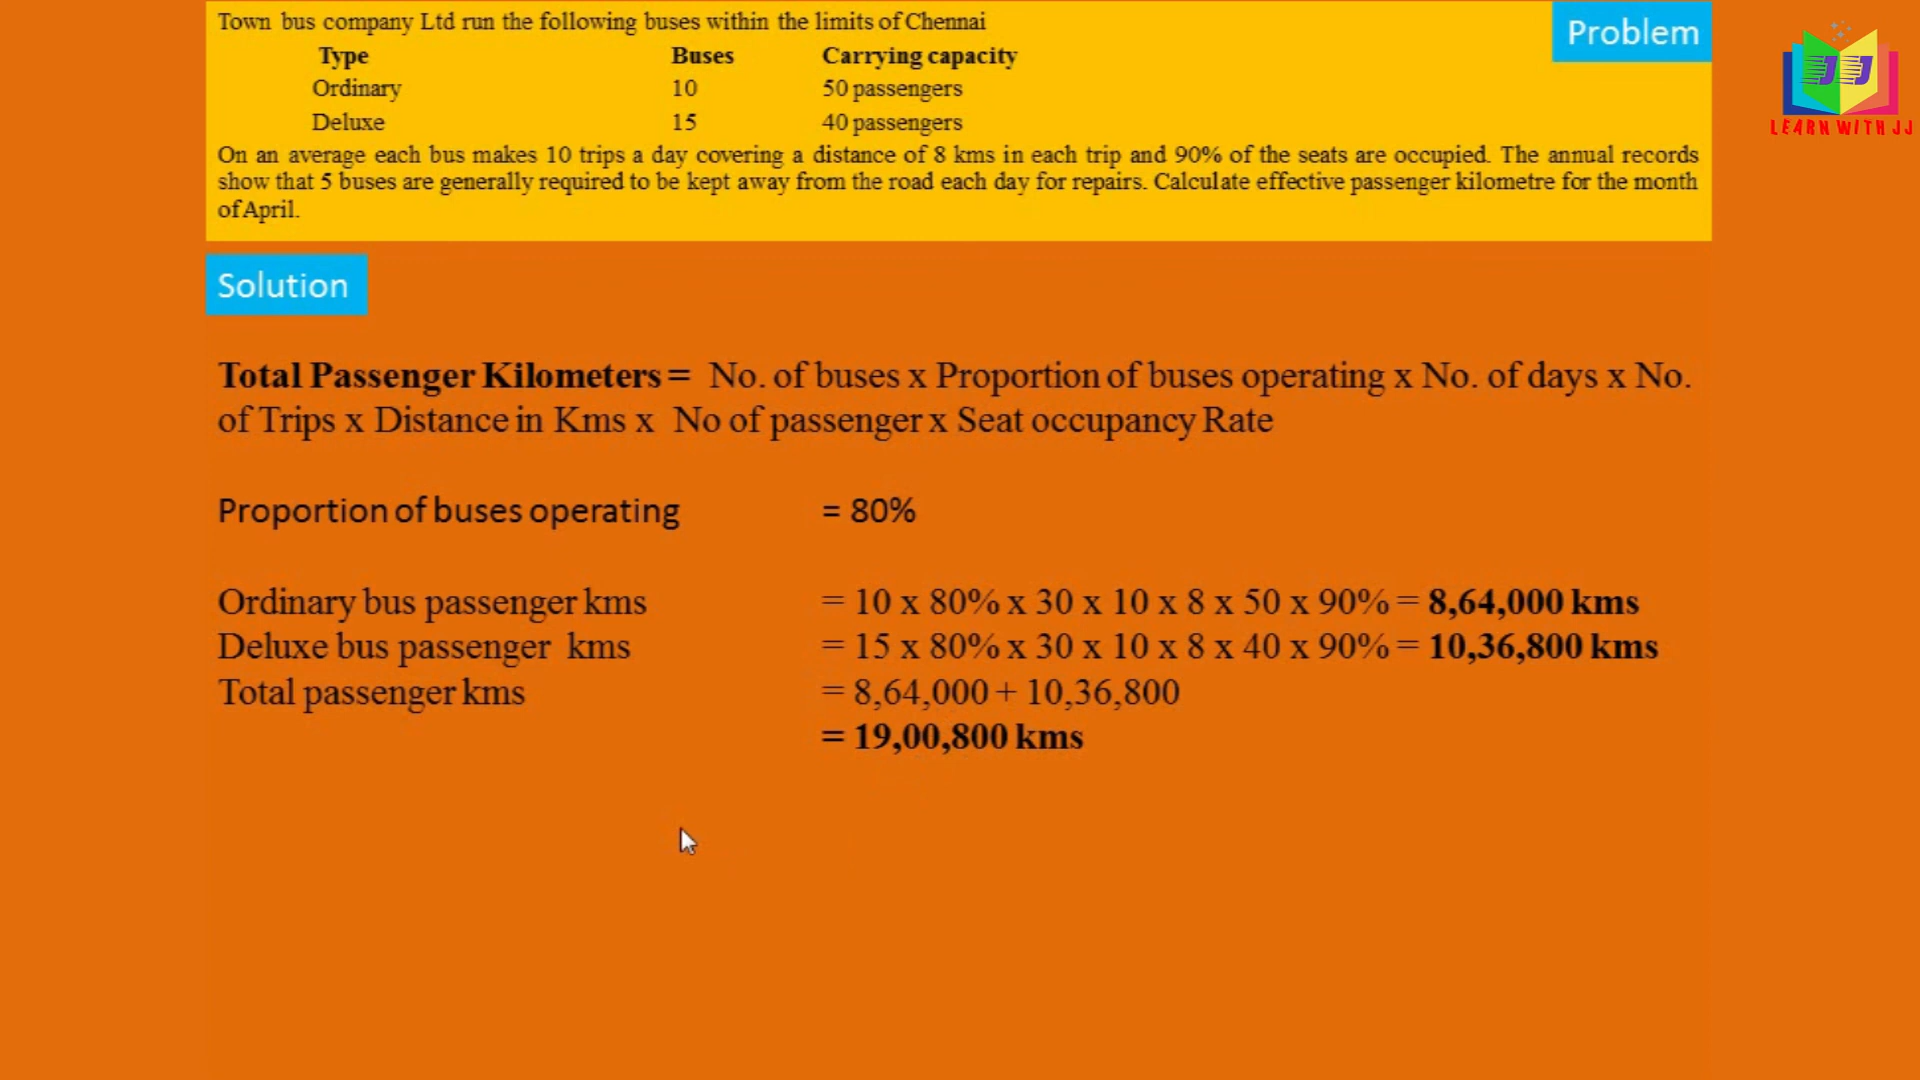 Town bus company Ltd run the following buses within the limits of Chennai
Problem
Type Buses Carrying capacity
Ordinary 10 50 passengers
Deluxe 15 40 passengers
On an average each bus makes 10 trips a day covering a distance of 8 kms in each trip and 90% of the seats are occupied. The annual records
show that 5 buses are generally required to be kept away from the road each day for repairs. Calculate effective passenger kilometre for the month
of April.
JJ
LEARN WITH JJ
Solution
Total Passenger Kilometers = No. of buses x Proportion of buses operating x No. of days x No.
of Trips x Distance in Kms x No of passenger x Seat occupancy Rate
Proportion of buses operating = 80%
Ordinary bus passenger kms = 10 x 80% x 30 x 10 x 8 x 50 x 90% = 8,64,000 kms
Deluxe bus passenger kms = 15 x 80% x 30 x 10 x 8 x 40 x 90% = 10,36,800 kms
Total passenger kms = 8,64,000 + 10,36,800
= 19,00,800 kms